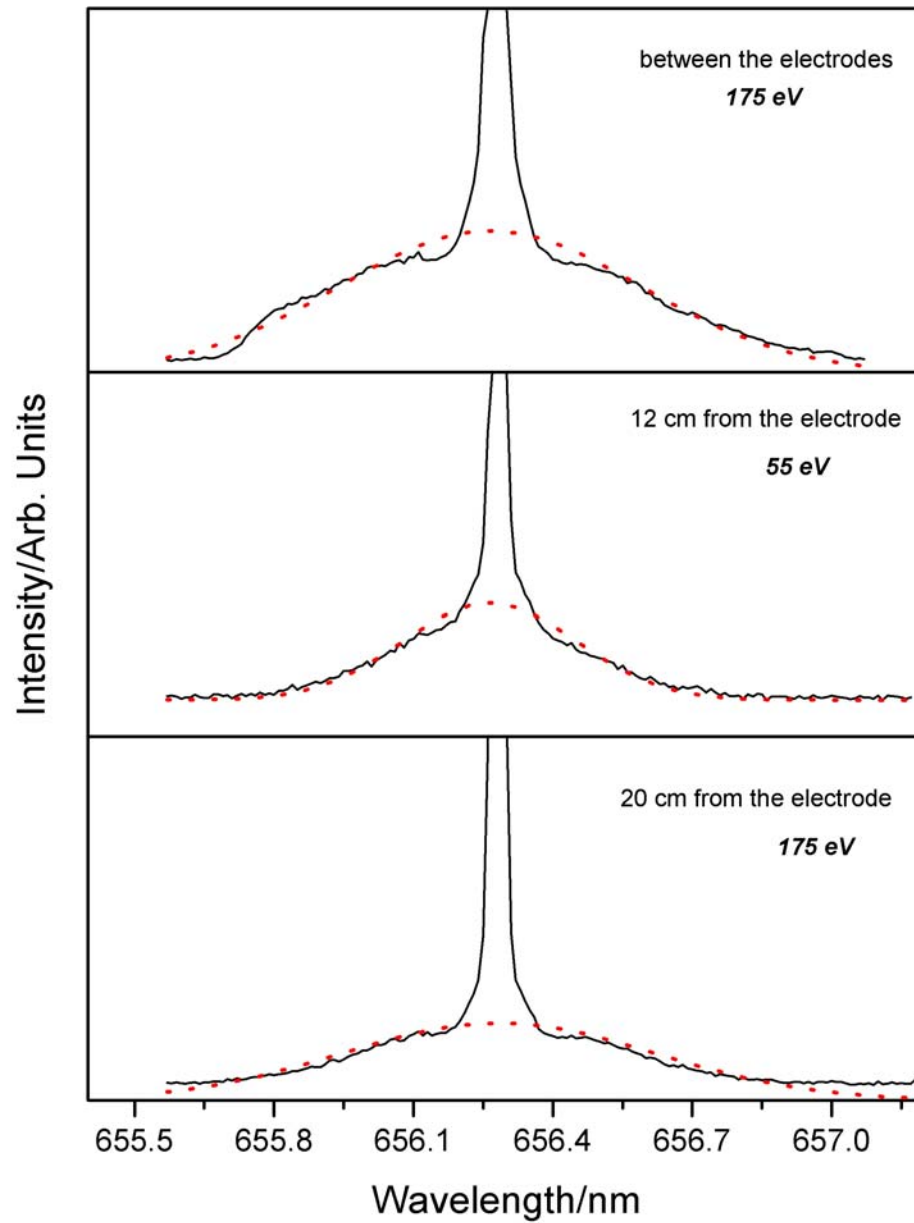 between the electrodes
175 eV
12 cm from the electrode
55 eV
20 cm from the electrode
175 eV
Intensity/Arb. Units
655.5 655.8 656.1 656.4 656.7 657.0
Wavelength/nm